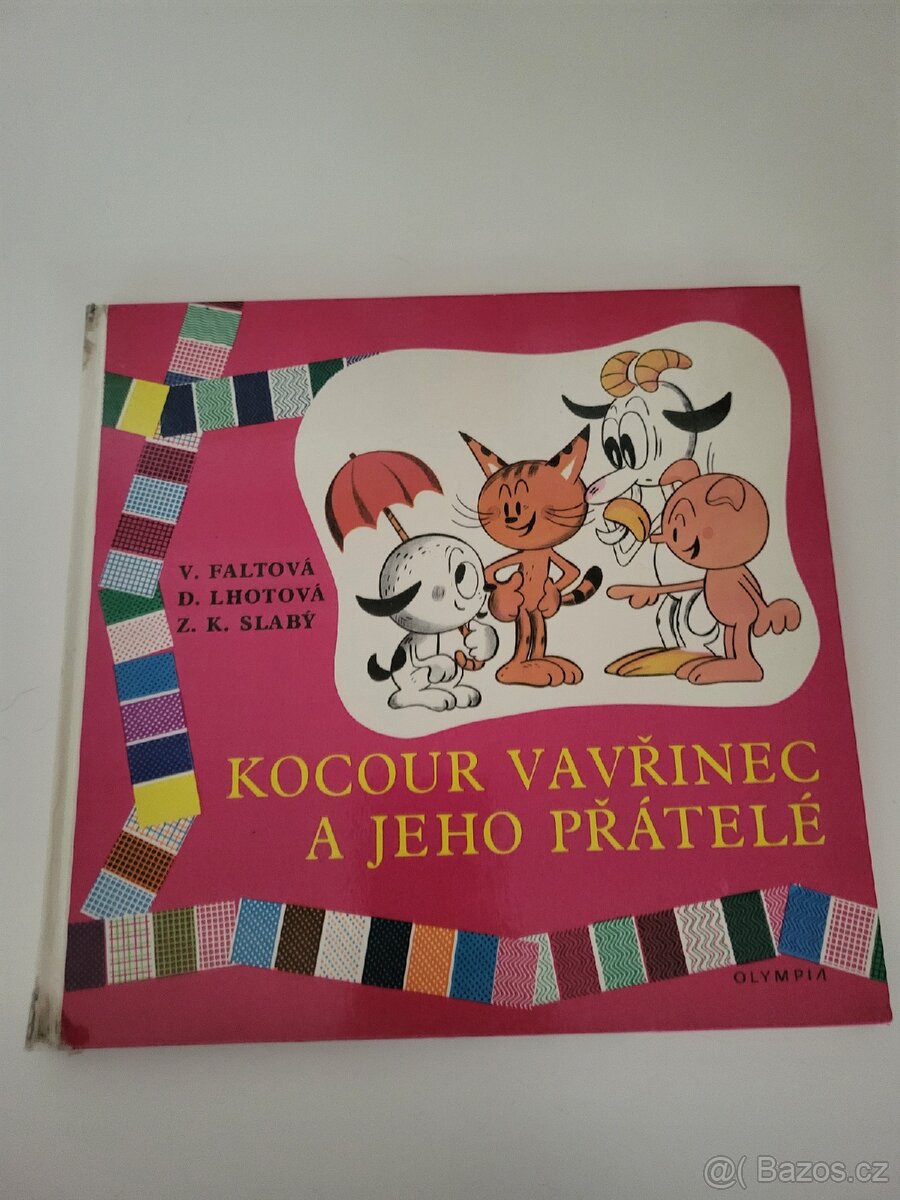 V. FALTOVÁ
D. LHOTOVÁ
Z. K. SLABÝ
KOCOUR VAVŘINEC
A JEHO PŘÁTELÉ
OLYMPIA
@( Bazos.cz